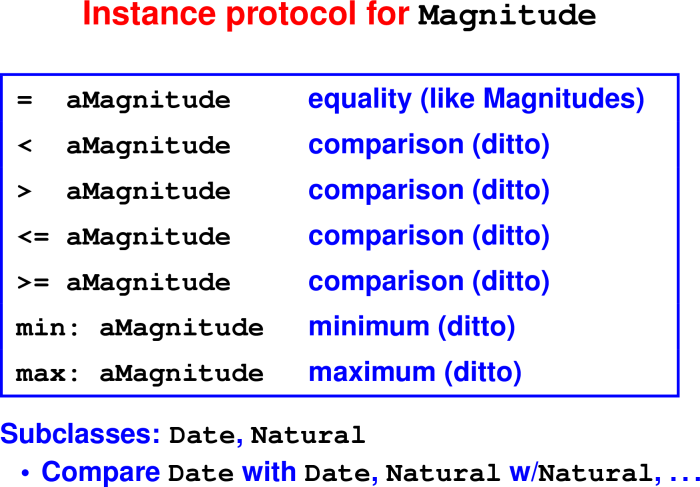 Instance protocol for Magnitude
= aMagnitude equality (like Magnitudes)
< aMagnitude comparison (ditto)
> aMagnitude comparison (ditto)
<= aMagnitude comparison (ditto)
>= aMagnitude comparison (ditto)
min: aMagnitude minimum (ditto)
max: aMagnitude maximum (ditto)
Subclasses: Date, Natural
• Compare Date with Date, Natural w/Natural, ...